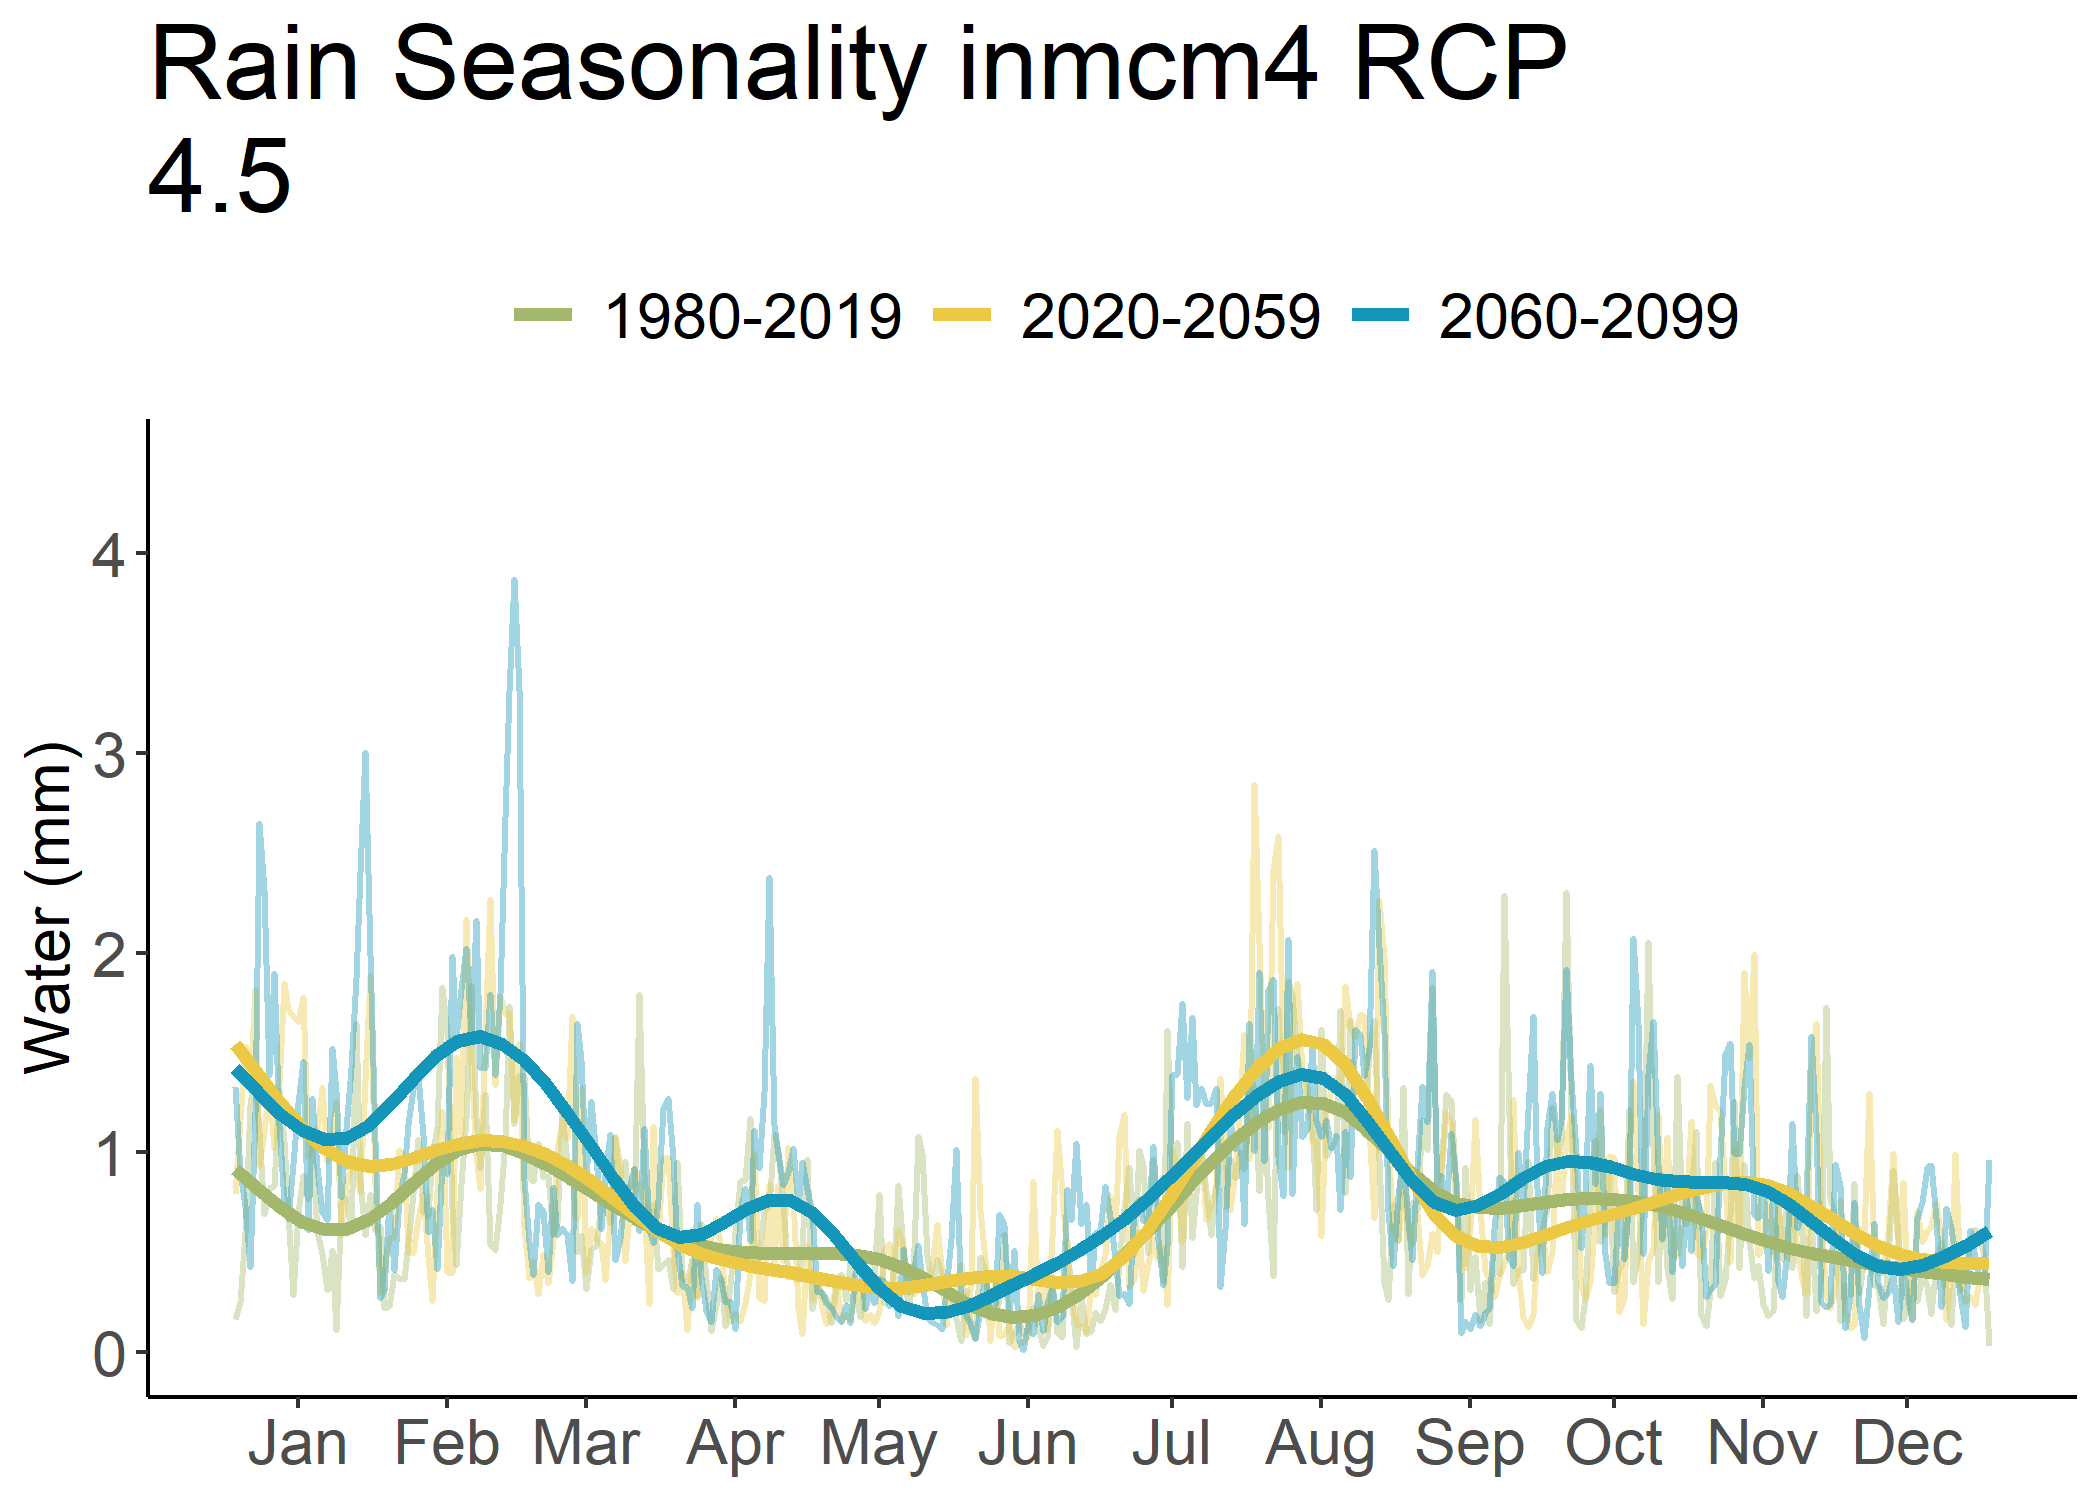 Rain Seasonality inmcm4 RCP
4.5
1980-2019 2020-2059 2060-2099
Water (mm)
4
3
2
1
0
Jan Feb Mar Apr May Jun Jul Aug Sep Oct Nov Dec